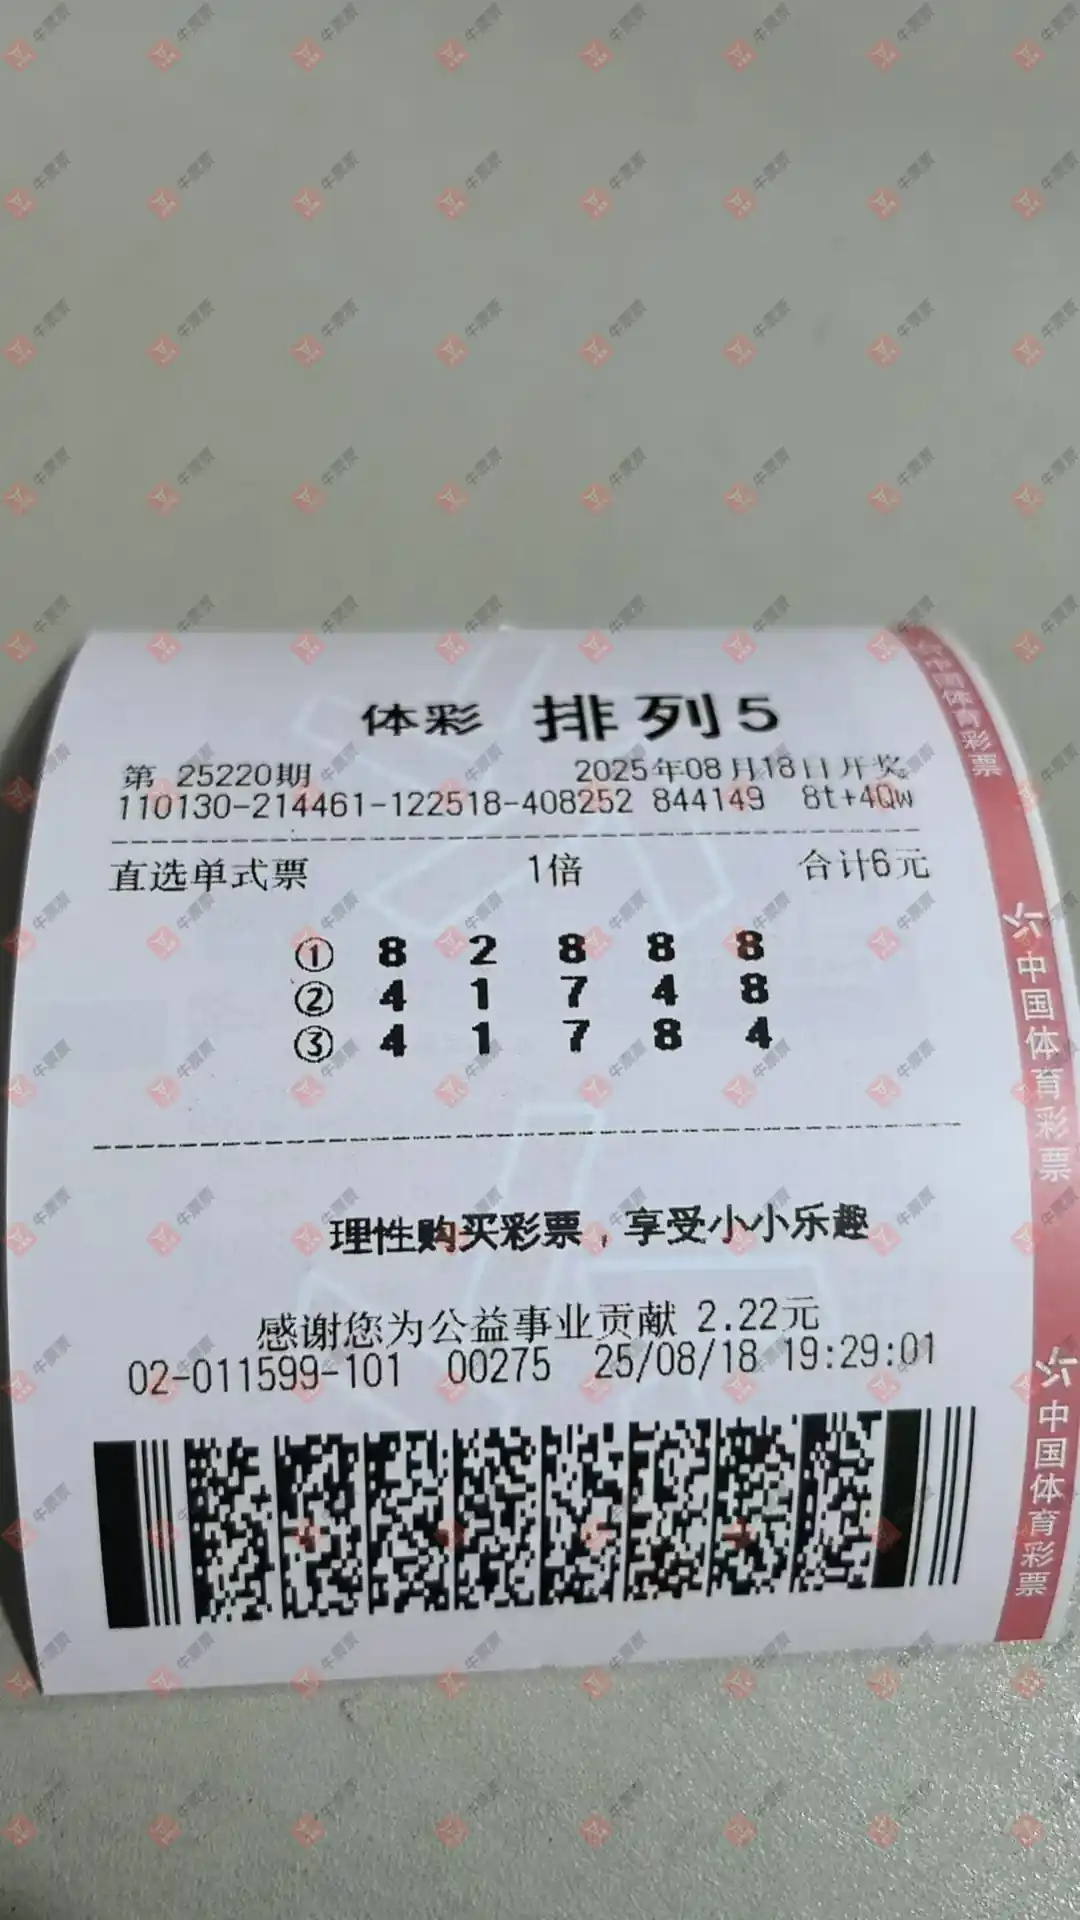 体彩 排列5
第 25220期 2025年08月18日开奖
110130-214461-122518-408252 844149 8t+4Qw
直选单式票 1倍 合计6元
① 8 2 8 8 8
② 4 1 7 4 8
③ 4 1 7 8 4
理性购买彩票，享受小小乐趣
感谢您为公益事业贡献 2.22元
02-011599-101 00275 25/08/18 19:29:01
中国体育彩票
中国体育彩票
中国体育彩票
牛票票